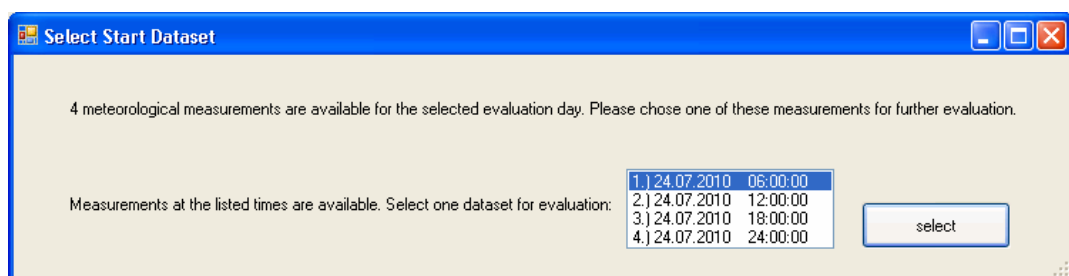 Select Start Dataset
4 meteorological measurements are available for the selected evaluation day. Please chose one of these measurements for further evaluation.
Measurements at the listed times are available. Select one dataset for evaluation:
1.) 24.07.2010 06:00:00
2.) 24.07.2010 12:00:00
3.) 24.07.2010 18:00:00
4.) 24.07.2010 24:00:00
select